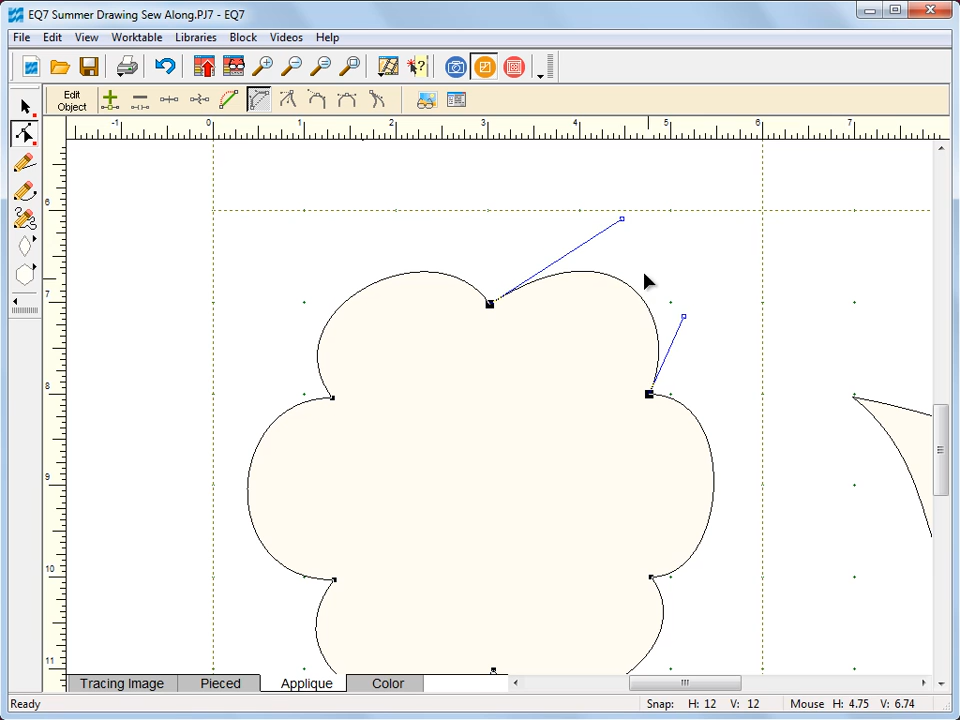 EQ7 Summer Drawing Sew Along.PJ7 - EQ7
File Edit View Worktable Libraries Block Videos Help
Edit
Object
-1 0 1 2 3 4 5 6 7
6
7
8
9
10
11
Tracing Image Pieced Applique Color
Ready Snap: H: 12 V: 12 Mouse H: 4.75 V: 6.74